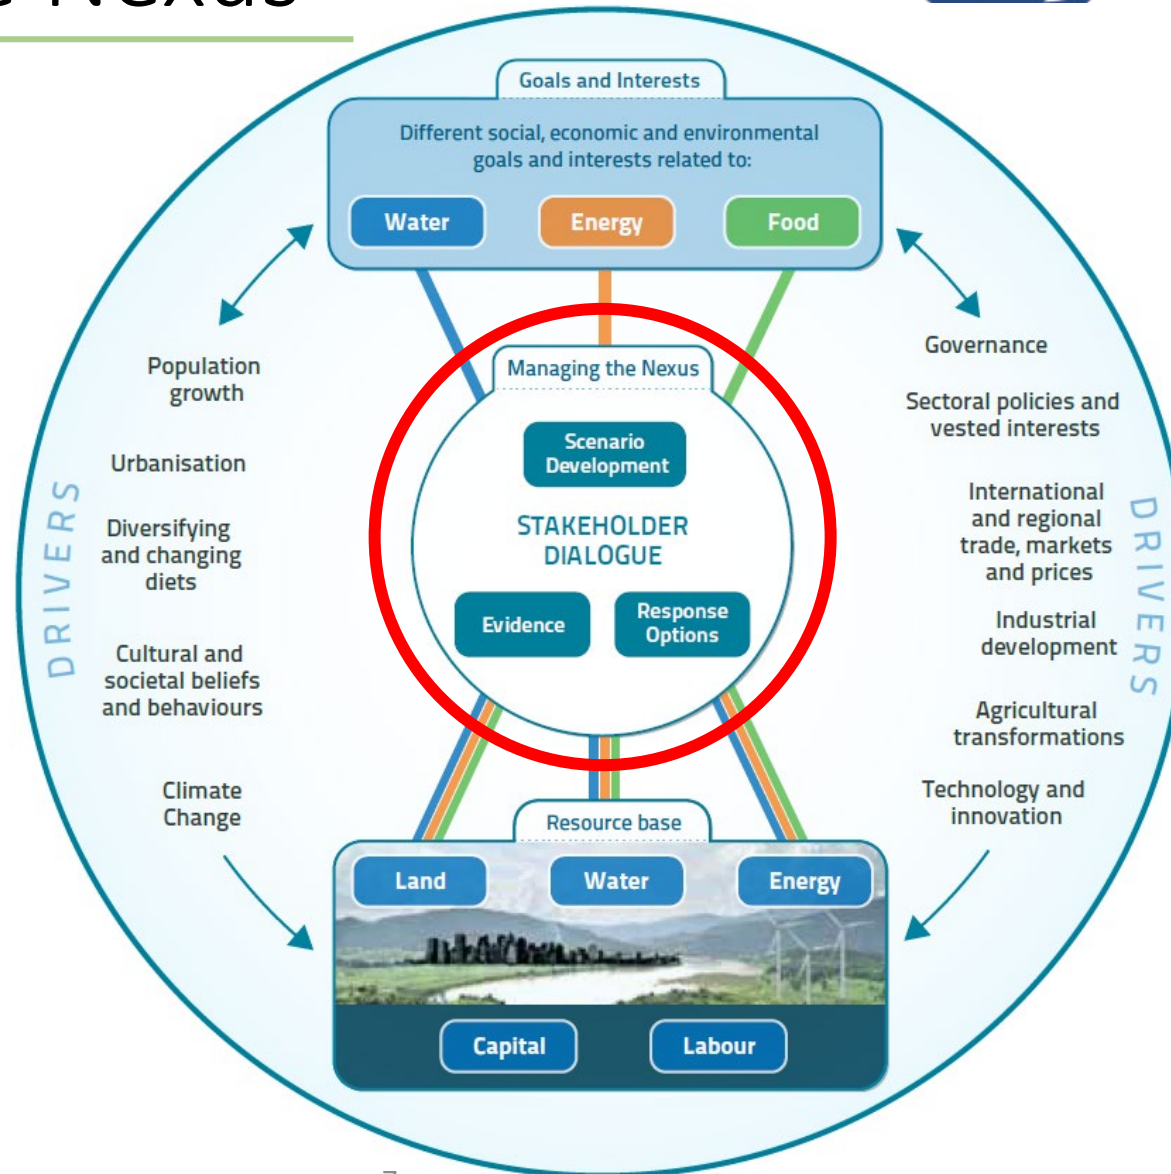 Nexus
Goals and Interests
Different social, economic and environmental
goals and interests related to:
Water
Energy
Food
Managing the Nexus
Scenario
Development
STAKEHOLDER
DIALOGUE
Evidence
Response
Options
DRIVERS
Population
growth
Urbanisation
Diversifying
and changing
diets
Cultural and
societal beliefs
and behaviours
Climate
Change
Governance
Sectoral policies and
vested interests
International
and regional
trade, markets
and prices
Industrial
development
Agricultural
transformations
Technology and
innovation
DRIVERS
Resource base
Land
Water
Energy
Capital
Labour